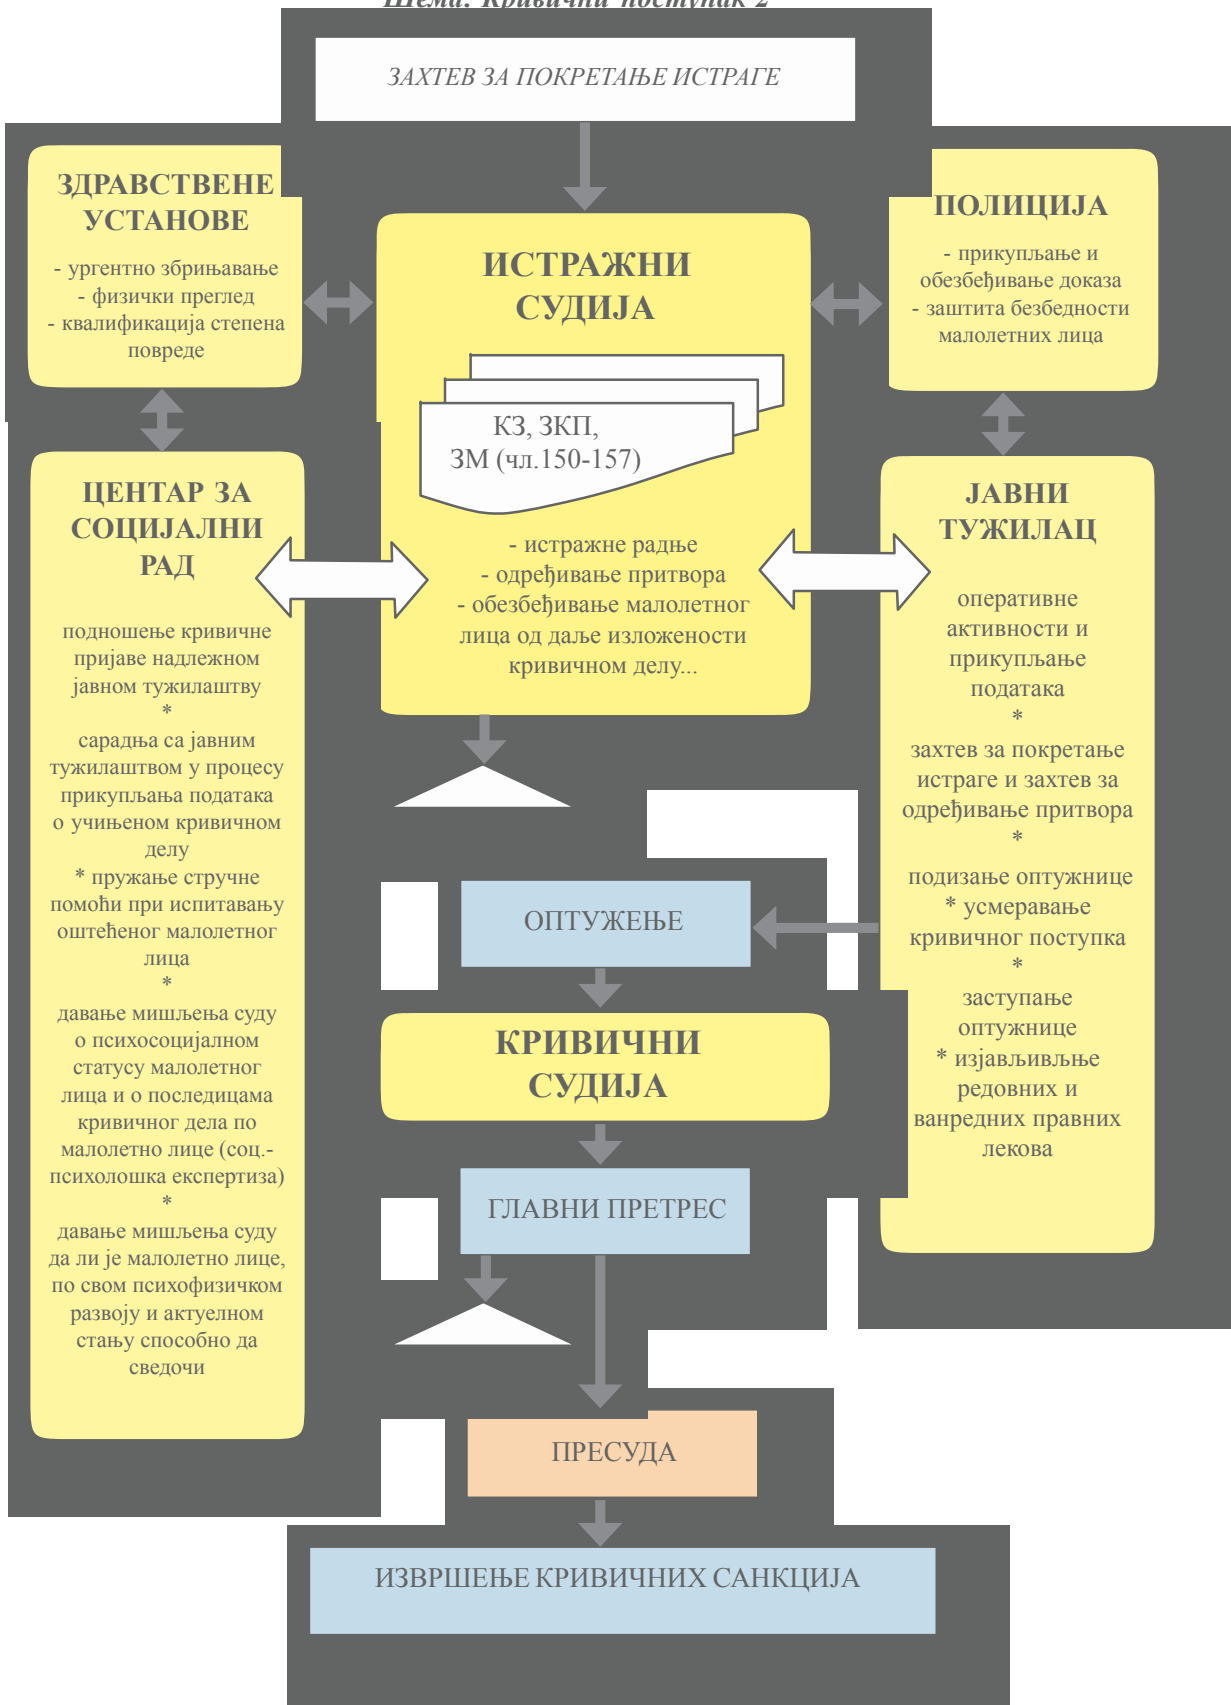 Шема: Кривични поступак 2
ЗАХТЕВ ЗА ПОКРЕТАЊЕ ИСТРАГЕ
ЗДРАВСТВЕНЕ
УСТАНОВЕ
- ургентно збрињавање
- физички преглед
- квалификација степена
повреде
ИСТРАЖНИ
СУДИЈА
КЗ, ЗКП,
ЗМ (чл.150-157)
- истражне радње
- одређивање притвора
- обезбеђивање малолетног
лица од даље изложености
кривичном делу...
ПОЛИЦИЈА
- прикупљање и
обезбеђивање доказа
- заштита безбедности
малолетних лица
ЦЕНТАР ЗА
СОЦИЈАЛНИ
РАД
подношење кривичне
пријаве надлежном
јавном тужилаштву
*
сарадња са јавним
тужилаштвом у процесу
прикупљања података
о учињеном кривичном
делу
* пружање стручне
помоћи при испитавању
оштећеног малолетног
лица
*
давање мишљења суду
о психосоцијалном
статусу малолетног
лица и о последицама
кривичног дела по
малолетно лице (соц.-
психолошка експертиза)
*
давање мишљења суду
да ли је малолетно лице,
по свом психофизичком
развоју и актуелном
стању способно да
сведочи
ЈАВНИ
ТУЖИЛАЦ
оперативне
активности и
прикупљање
података
*
захтев за покретање
истраге и захтев за
одређивање притвора
*
подизање оптужнице
* усмеравање
кривичног поступка
*
заступање
оптужнице
* изјављивљње
редовних и
ванредних правних
лекова
ОПТУЖЕЊЕ
КРИВИЧНИ
СУДИЈА
ГЛАВНИ ПРЕТРЕС
ПРЕСУДА
ИЗВРШЕЊЕ КРИВИЧНИХ САНКЦИЈА